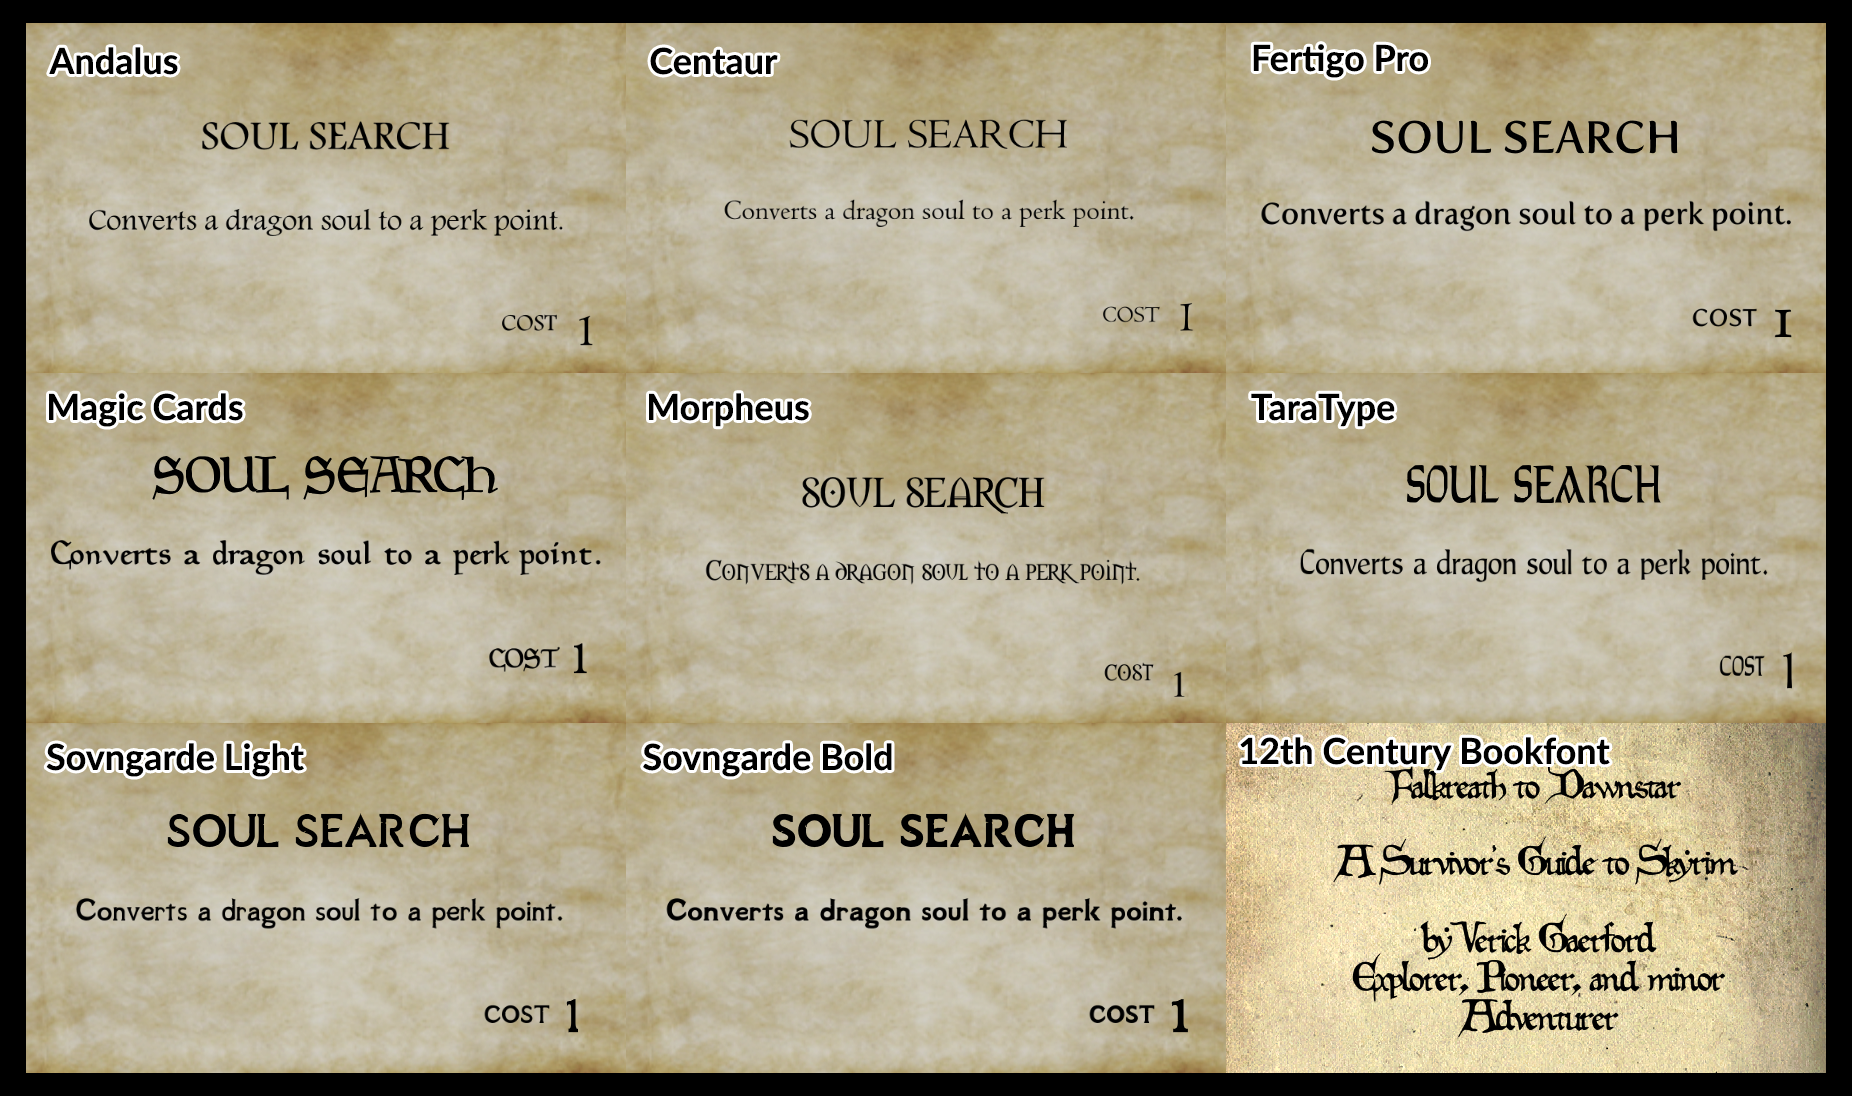 Andalus
SOUL SEARCH
Converts a dragon soul to a perk point.
COST 1
Centaur
SOUL SEARCH
Converts a dragon soul to a perk point.
COST 1
Fertigo Pro
SOUL SEARCH
Converts a dragon soul to a perk point.
COST 1
Magic Cards
SOUL SEARCh
Converts a dragon soul to a perk point.
COST 1
Morpheus
SOUL SEARCH
Converts a dragon soul to a perk point.
COST 1
TaraType
SOUL SEARCH
Converts a dragon soul to a perk point.
COST 1
Sovngarde Light
SOUL SEARCH
Converts a dragon soul to a perk point.
COST 1
Sovngarde Bold
SOUL SEARCH
Converts a dragon soul to a perk point.
COST 1
12th Century Bookfont
Falkreath to Dawnstar
A Survivor's Guide to Skyrim
by Verick Gaerford
Explorer, Pioneer, and minor
Adventurer